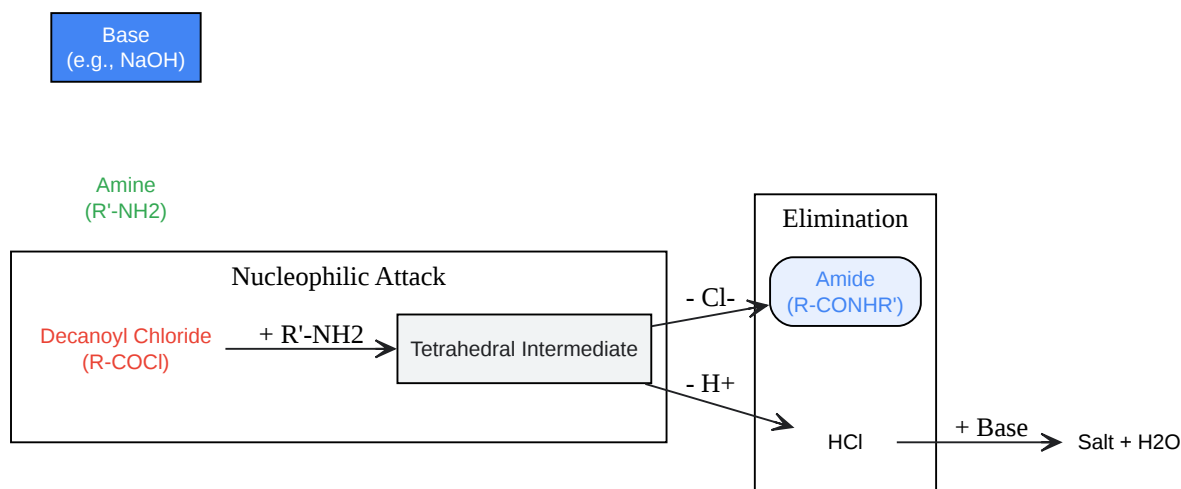 Base
(e.g., NaOH)
Amine
(R'-NH2)
Nucleophilic Attack
Decanoyl Chloride
(R-COCl)
+ R'-NH2
Tetrahedral Intermediate
- Cl-
- H+
Elimination
Amide
(R-CONHR')
HCl
+ Base
Salt + H2O